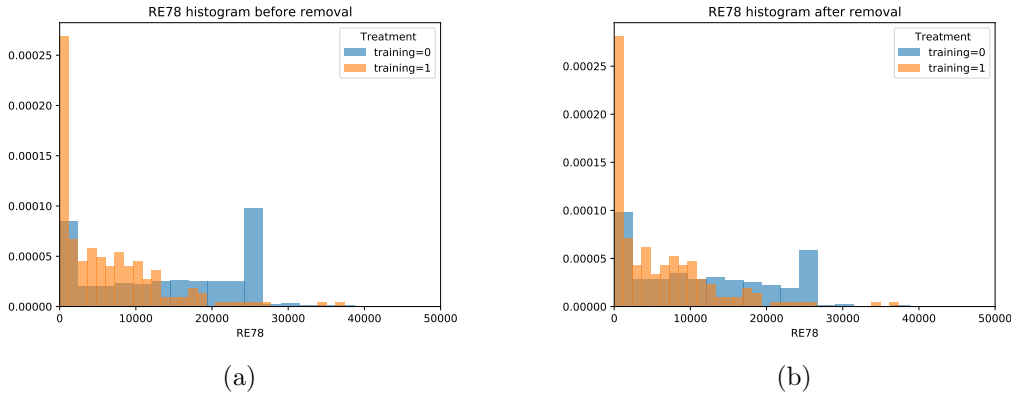 RE78 histogram before removal
Treatment
training=0
training=1
0.00025
0.00020
0.00015
0.00010
0.00005
0.00000
0 10000 20000 30000 40000 50000
RE78
(a)
RE78 histogram after removal
Treatment
training=0
training=1
0.00025
0.00020
0.00015
0.00010
0.00005
0.00000
0 10000 20000 30000 40000 50000
RE78
(b)